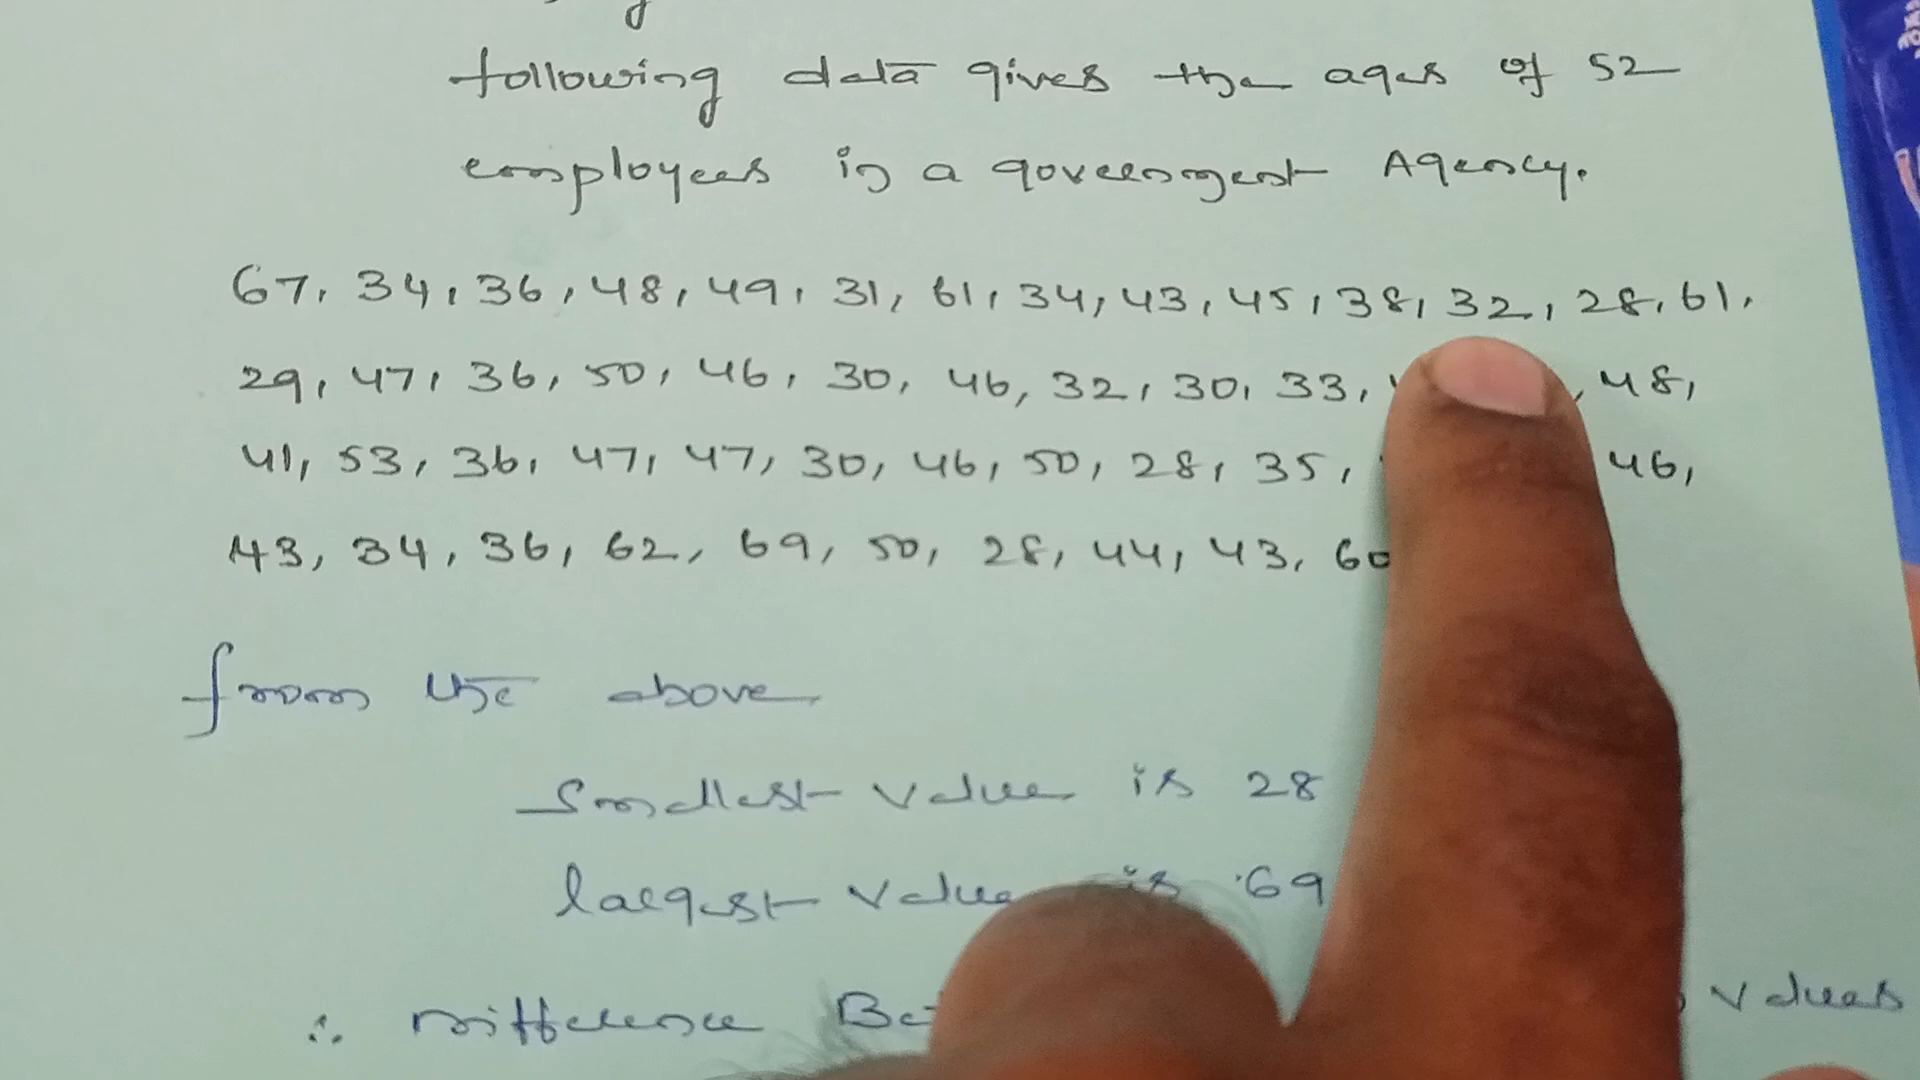 following data gives the ages of 52
employees in a government Agency.
67, 34, 36, 48, 49, 31, 61, 34, 43, 45, 38, 32, 28, 61,
29, 47, 36, 50, 46, 30, 46, 32, 30, 33, 48,
41, 53, 36, 47, 47, 30, 46, 50, 28, 35, 46,
43, 34, 36, 62, 69, 50, 28, 44, 43, 60
from the above
Smallest value is 28
largest value is 69
∴ Difference values